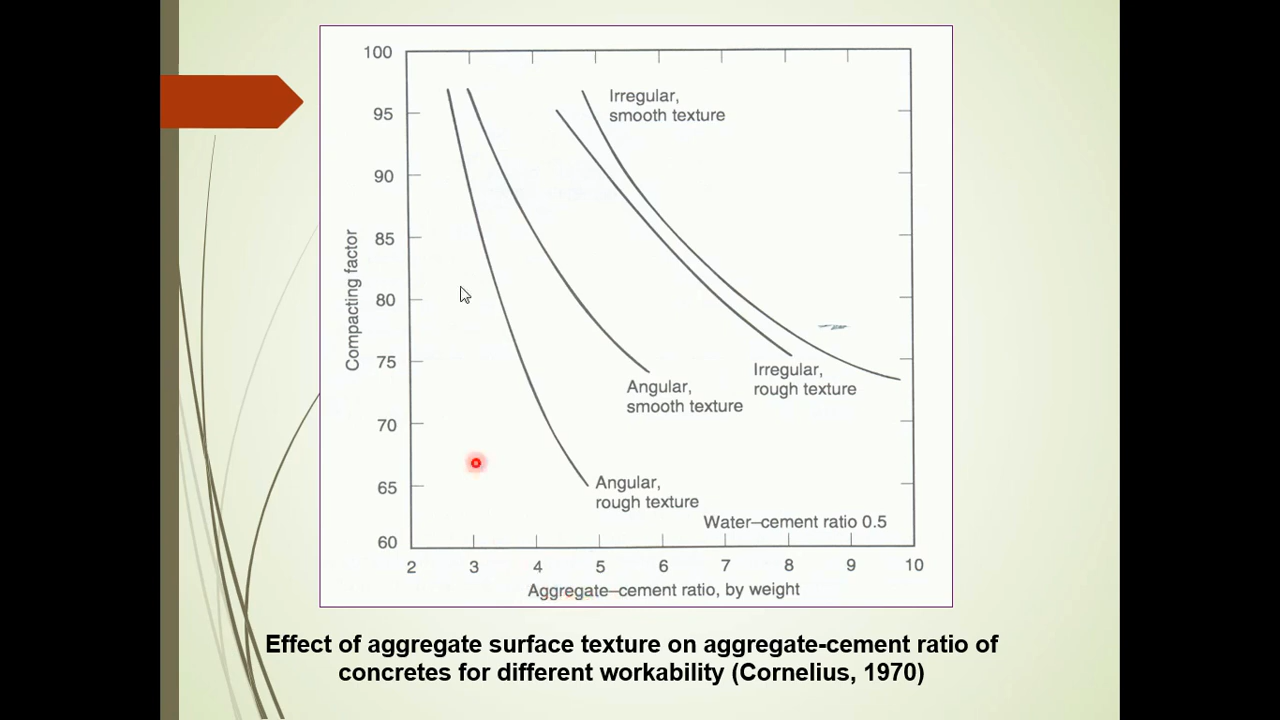 100
95
90
85
80
75
70
65
60
Compacting factor
Irregular,
smooth texture
Irregular,
rough texture
Angular,
smooth texture
Angular,
rough texture
Water–cement ratio 0.5
2 3 4 5 6 7 8 9 10
Aggregate–cement ratio, by weight
Effect of aggregate surface texture on aggregate-cement ratio of
concretes for different workability (Cornelius, 1970)